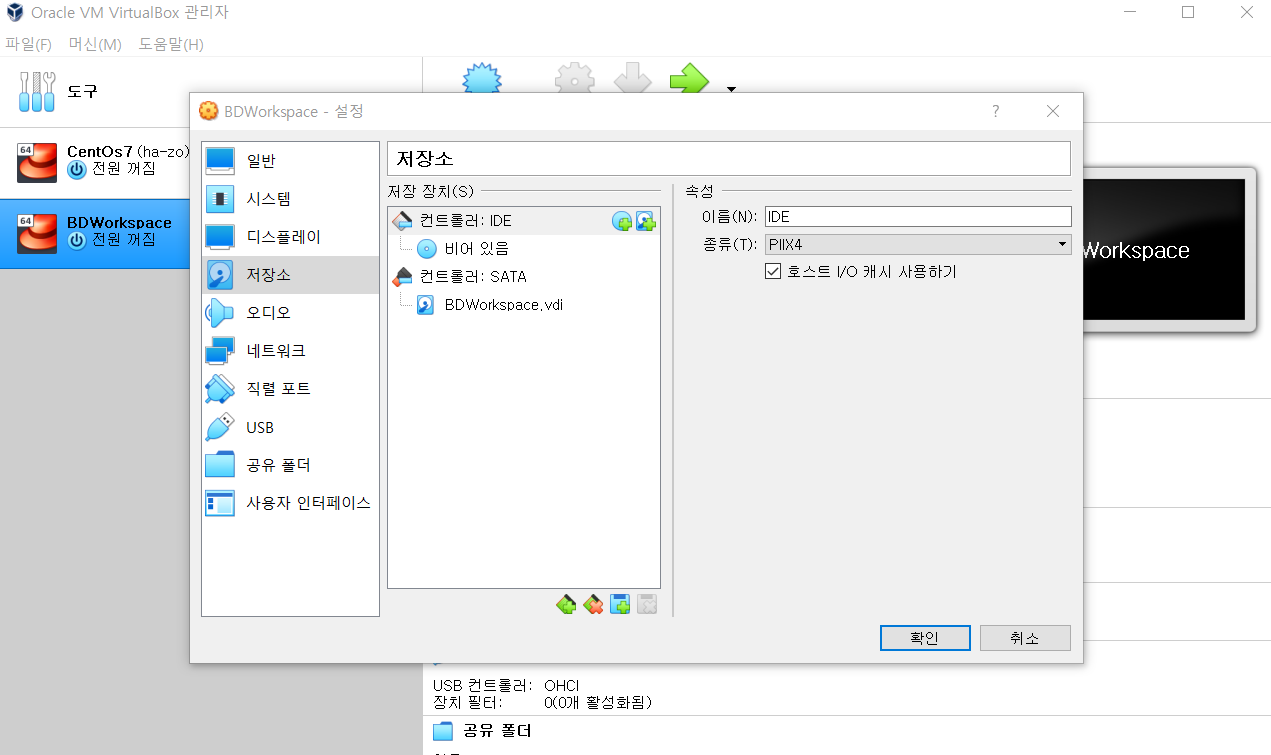 Oracle VM VirtualBox 관리자
파일(F) 머신(M) 도움말(H)
도구
64
CentOs7 (ha-zo)
전원 꺼짐
64
BDWorkspace
전원 꺼짐
BDWorkspace - 설정
?
일반
시스템
디스플레이
저장소
오디오
네트워크
직렬 포트
USB
공유 폴더
사용자 인터페이스
저장소
저장 장치(S)
컨트롤러: IDE
비어 있음
컨트롤러: SATA
BDWorkspace.vdi
속성
이름(N): IDE
종류(T): PIIX4
호스트 I/O 캐시 사용하기
확인 취소
Workspace
USB 컨트롤러: OHCI
장치 필터: 0(0개 활성화됨)
공유 폴더